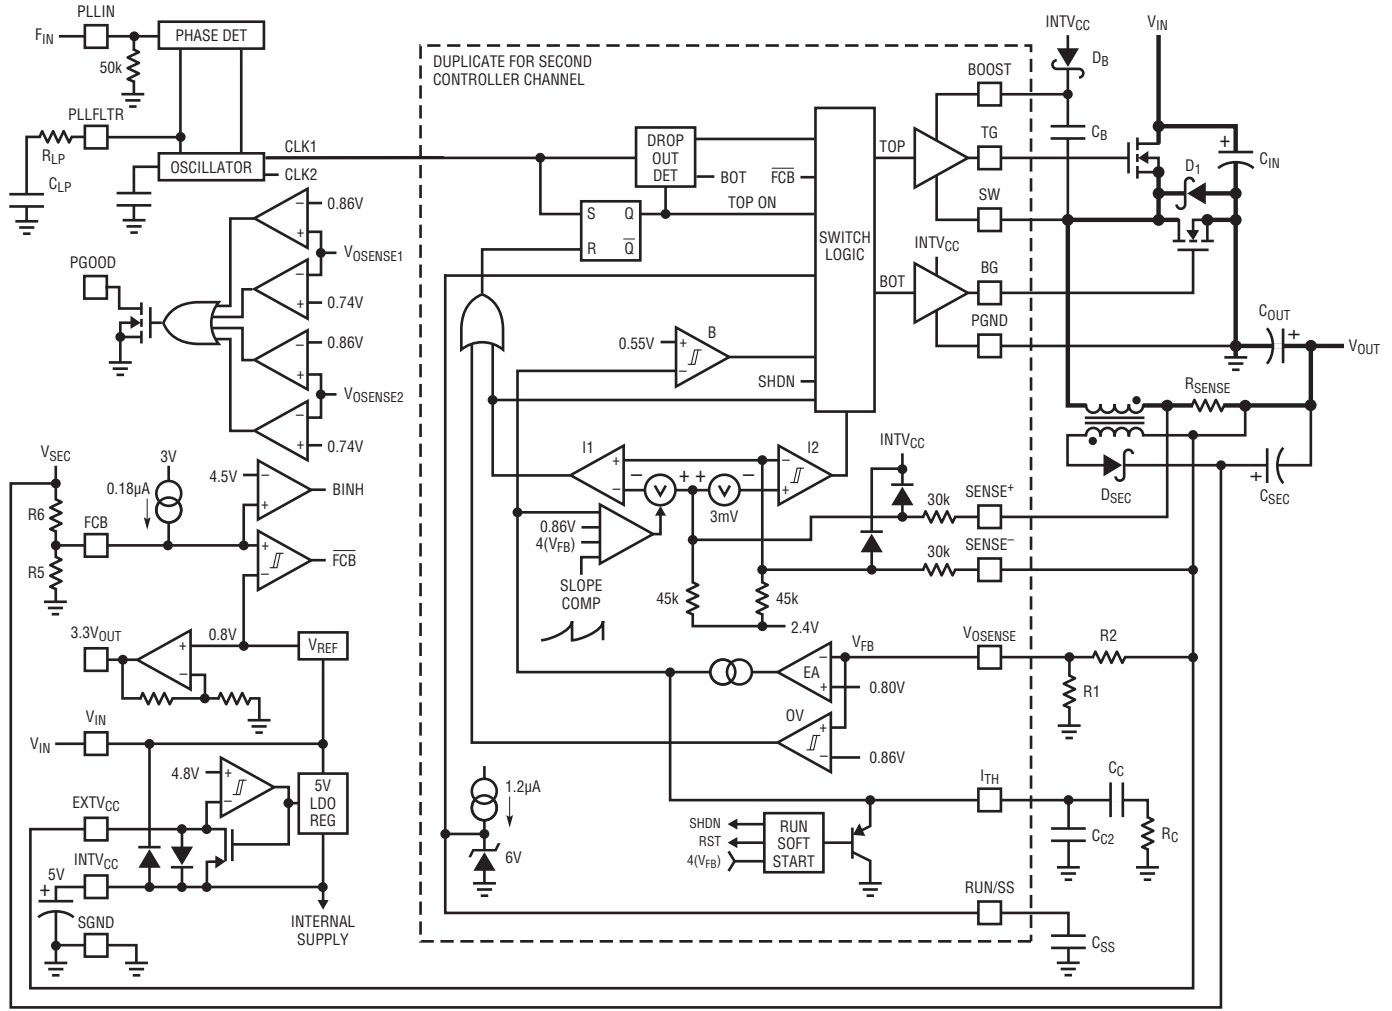 PLLIN
F_IN
PHASE DET
50k
PLLFLTR
R_LP
C_LP
OSCILLATOR
CLK1
CLK2
DUPLICATE FOR SECOND
CONTROLLER CHANNEL
0.86V
−
+
V_OSENSE1
−
+
0.74V
PGOOD
−
0.86V
+
V_OSENSE2
−
+
0.74V
DROP
OUT
DET
BOT
F̅C̅B̅
TOP ON
S
Q
R
Q̅
SWITCH
LOGIC
TOP
BOT
INTV_CC
BOOST
TG
SW
BG
PGND
INTV_CC
D_B
C_B
V_IN
+
C_IN
D_1
C_OUT
+
V_OUT
R_SENSE
D_SEC
+
C_SEC
0.55V
+
−
B
SHDN
V_SEC
R6
R5
FCB
3V
0.18µA
4.5V
−
+
BINH
+
−
F̅C̅B̅
I1
+
−
− + + −
3mV
I2
−
+
INTV_CC
30k
SENSE⁺
30k
SENSE⁻
0.86V
4(V_FB)
SLOPE
COMP
45k
45k
2.4V
3.3V_OUT
+
−
0.8V
V_REF
V_FB
−
EA
+
0.80V
V_OSENSE
R2
R1
OV
+
−
0.86V
V_IN
V_IN
4.8V
+
−
5V
LDO
REG
EXTV_CC
INTV_CC
5V
+
SGND
INTERNAL
SUPPLY
1.2µA
6V
SHDN
RST
4(V_FB)
RUN
SOFT
START
I_TH
C_C
C_C2
R_C
RUN/SS
C_SS